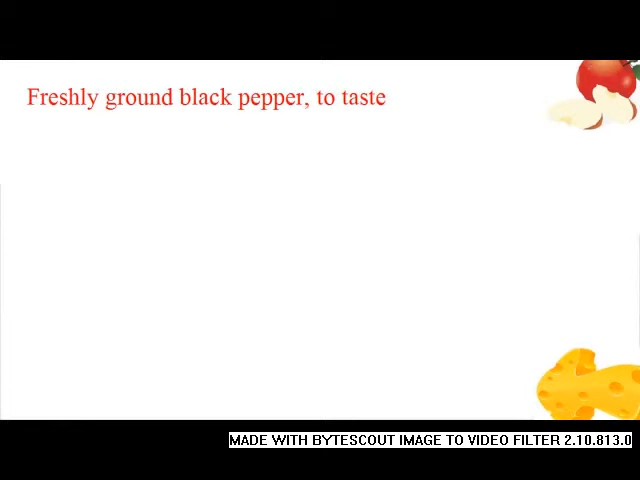 Freshly ground black pepper, to taste
MADE WITH BYTESCOUT IMAGE TO VIDEO FILTER 2.10.813.0